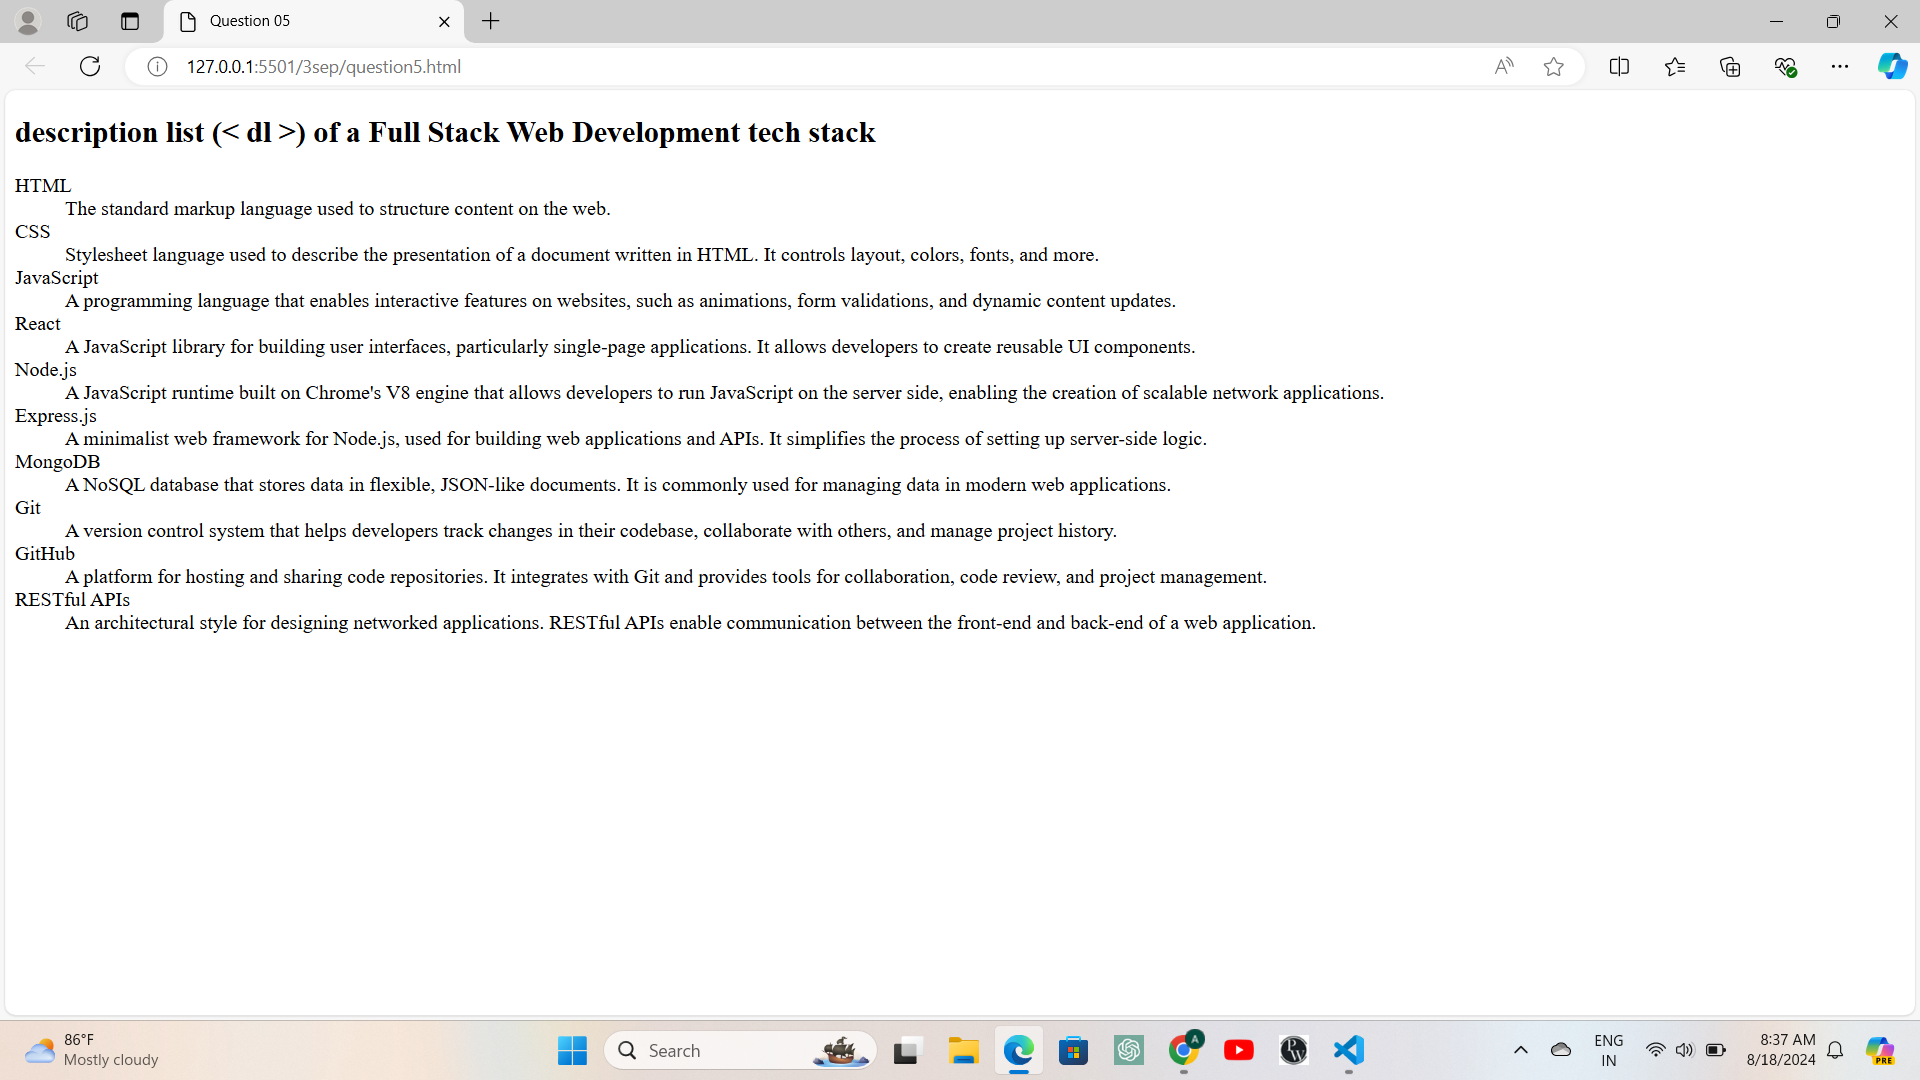 Question 05
127.0.0.1:5501/3sep/question5.html
description list (< dl >) of a Full Stack Web Development tech stack
HTML
The standard markup language used to structure content on the web.
CSS
Stylesheet language used to describe the presentation of a document written in HTML. It controls layout, colors, fonts, and more.
JavaScript
A programming language that enables interactive features on websites, such as animations, form validations, and dynamic content updates.
React
A JavaScript library for building user interfaces, particularly single-page applications. It allows developers to create reusable UI components.
Node.js
A JavaScript runtime built on Chrome's V8 engine that allows developers to run JavaScript on the server side, enabling the creation of scalable network applications.
Express.js
A minimalist web framework for Node.js, used for building web applications and APIs. It simplifies the process of setting up server-side logic.
MongoDB
A NoSQL database that stores data in flexible, JSON-like documents. It is commonly used for managing data in modern web applications.
Git
A version control system that helps developers track changes in their codebase, collaborate with others, and manage project history.
GitHub
A platform for hosting and sharing code repositories. It integrates with Git and provides tools for collaboration, code review, and project management.
RESTful APIs
An architectural style for designing networked applications. RESTful APIs enable communication between the front-end and back-end of a web application.
86°F
Mostly cloudy
Search
A
PW
ENG
IN
8:37 AM
8/18/2024
PRE